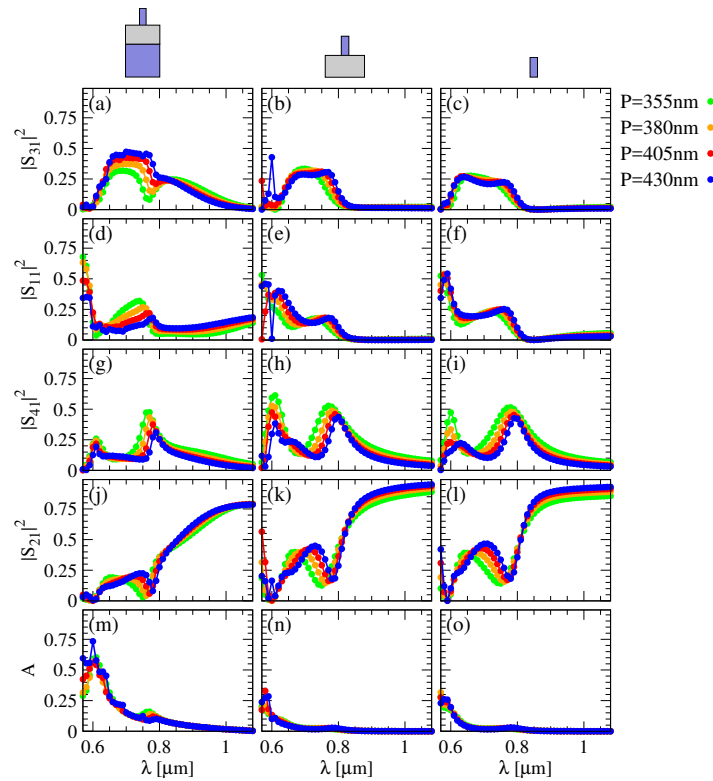 (a) (b) (c) P=355nm
P=380nm
P=405nm
P=430nm
|S31|²
0.75
0.5
0.25
0
(d) (e) (f)
|S11|²
0.75
0.5
0.25
0
(g) (h) (i)
|S41|²
0.75
0.5
0.25
0
(j) (k) (l)
|S21|²
0.75
0.5
0.25
0
(m) (n) (o)
A
0.75
0.5
0.25
0
0.6 0.8 1 0.6 0.8 1 0.6 0.8 1
λ [μm] λ [μm] λ [μm]